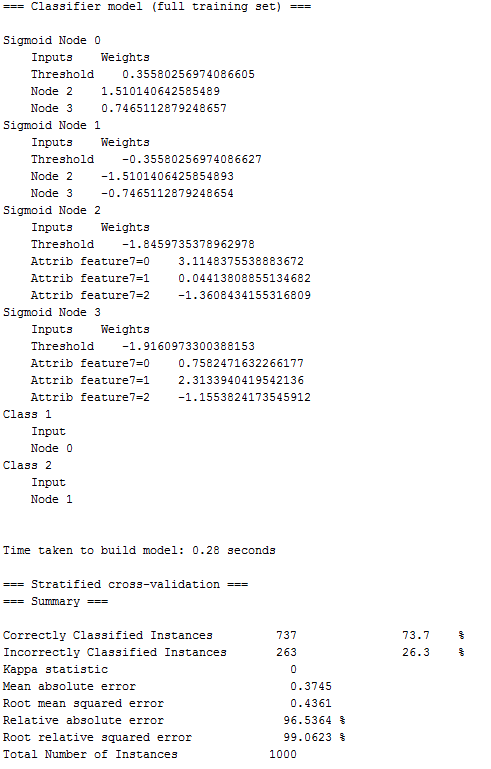 === Classifier model (full training set) ===
Sigmoid Node 0
Inputs    Weights
Threshold    0.35580256974086605
Node 2    1.510140642585489
Node 3    0.7465112879248657
Sigmoid Node 1
Inputs    Weights
Threshold    -0.35580256974086627
Node 2    -1.5101406425854893
Node 3    -0.7465112879248654
Sigmoid Node 2
Inputs    Weights
Threshold    -1.8459735378962978
Attrib feature7=0    3.1148375538883672
Attrib feature7=1    0.04413808855134682
Attrib feature7=2    -1.3608434155316809
Sigmoid Node 3
Inputs    Weights
Threshold    -1.9160973300388153
Attrib feature7=0    0.7582471632266177
Attrib feature7=1    2.3133940419542136
Attrib feature7=2    -1.1553824173545912
Class 1
Input
Node 0
Class 2
Input
Node 1
Time taken to build model: 0.28 seconds
=== Stratified cross-validation ===
=== Summary ===
Correctly Classified Instances         737               73.7    %
Incorrectly Classified Instances       263               26.3    %
Kappa statistic                          0
Mean absolute error                      0.3745
Root mean squared error                  0.4361
Relative absolute error                 96.5364 %
Root relative squared error             99.0623 %
Total Number of Instances             1000